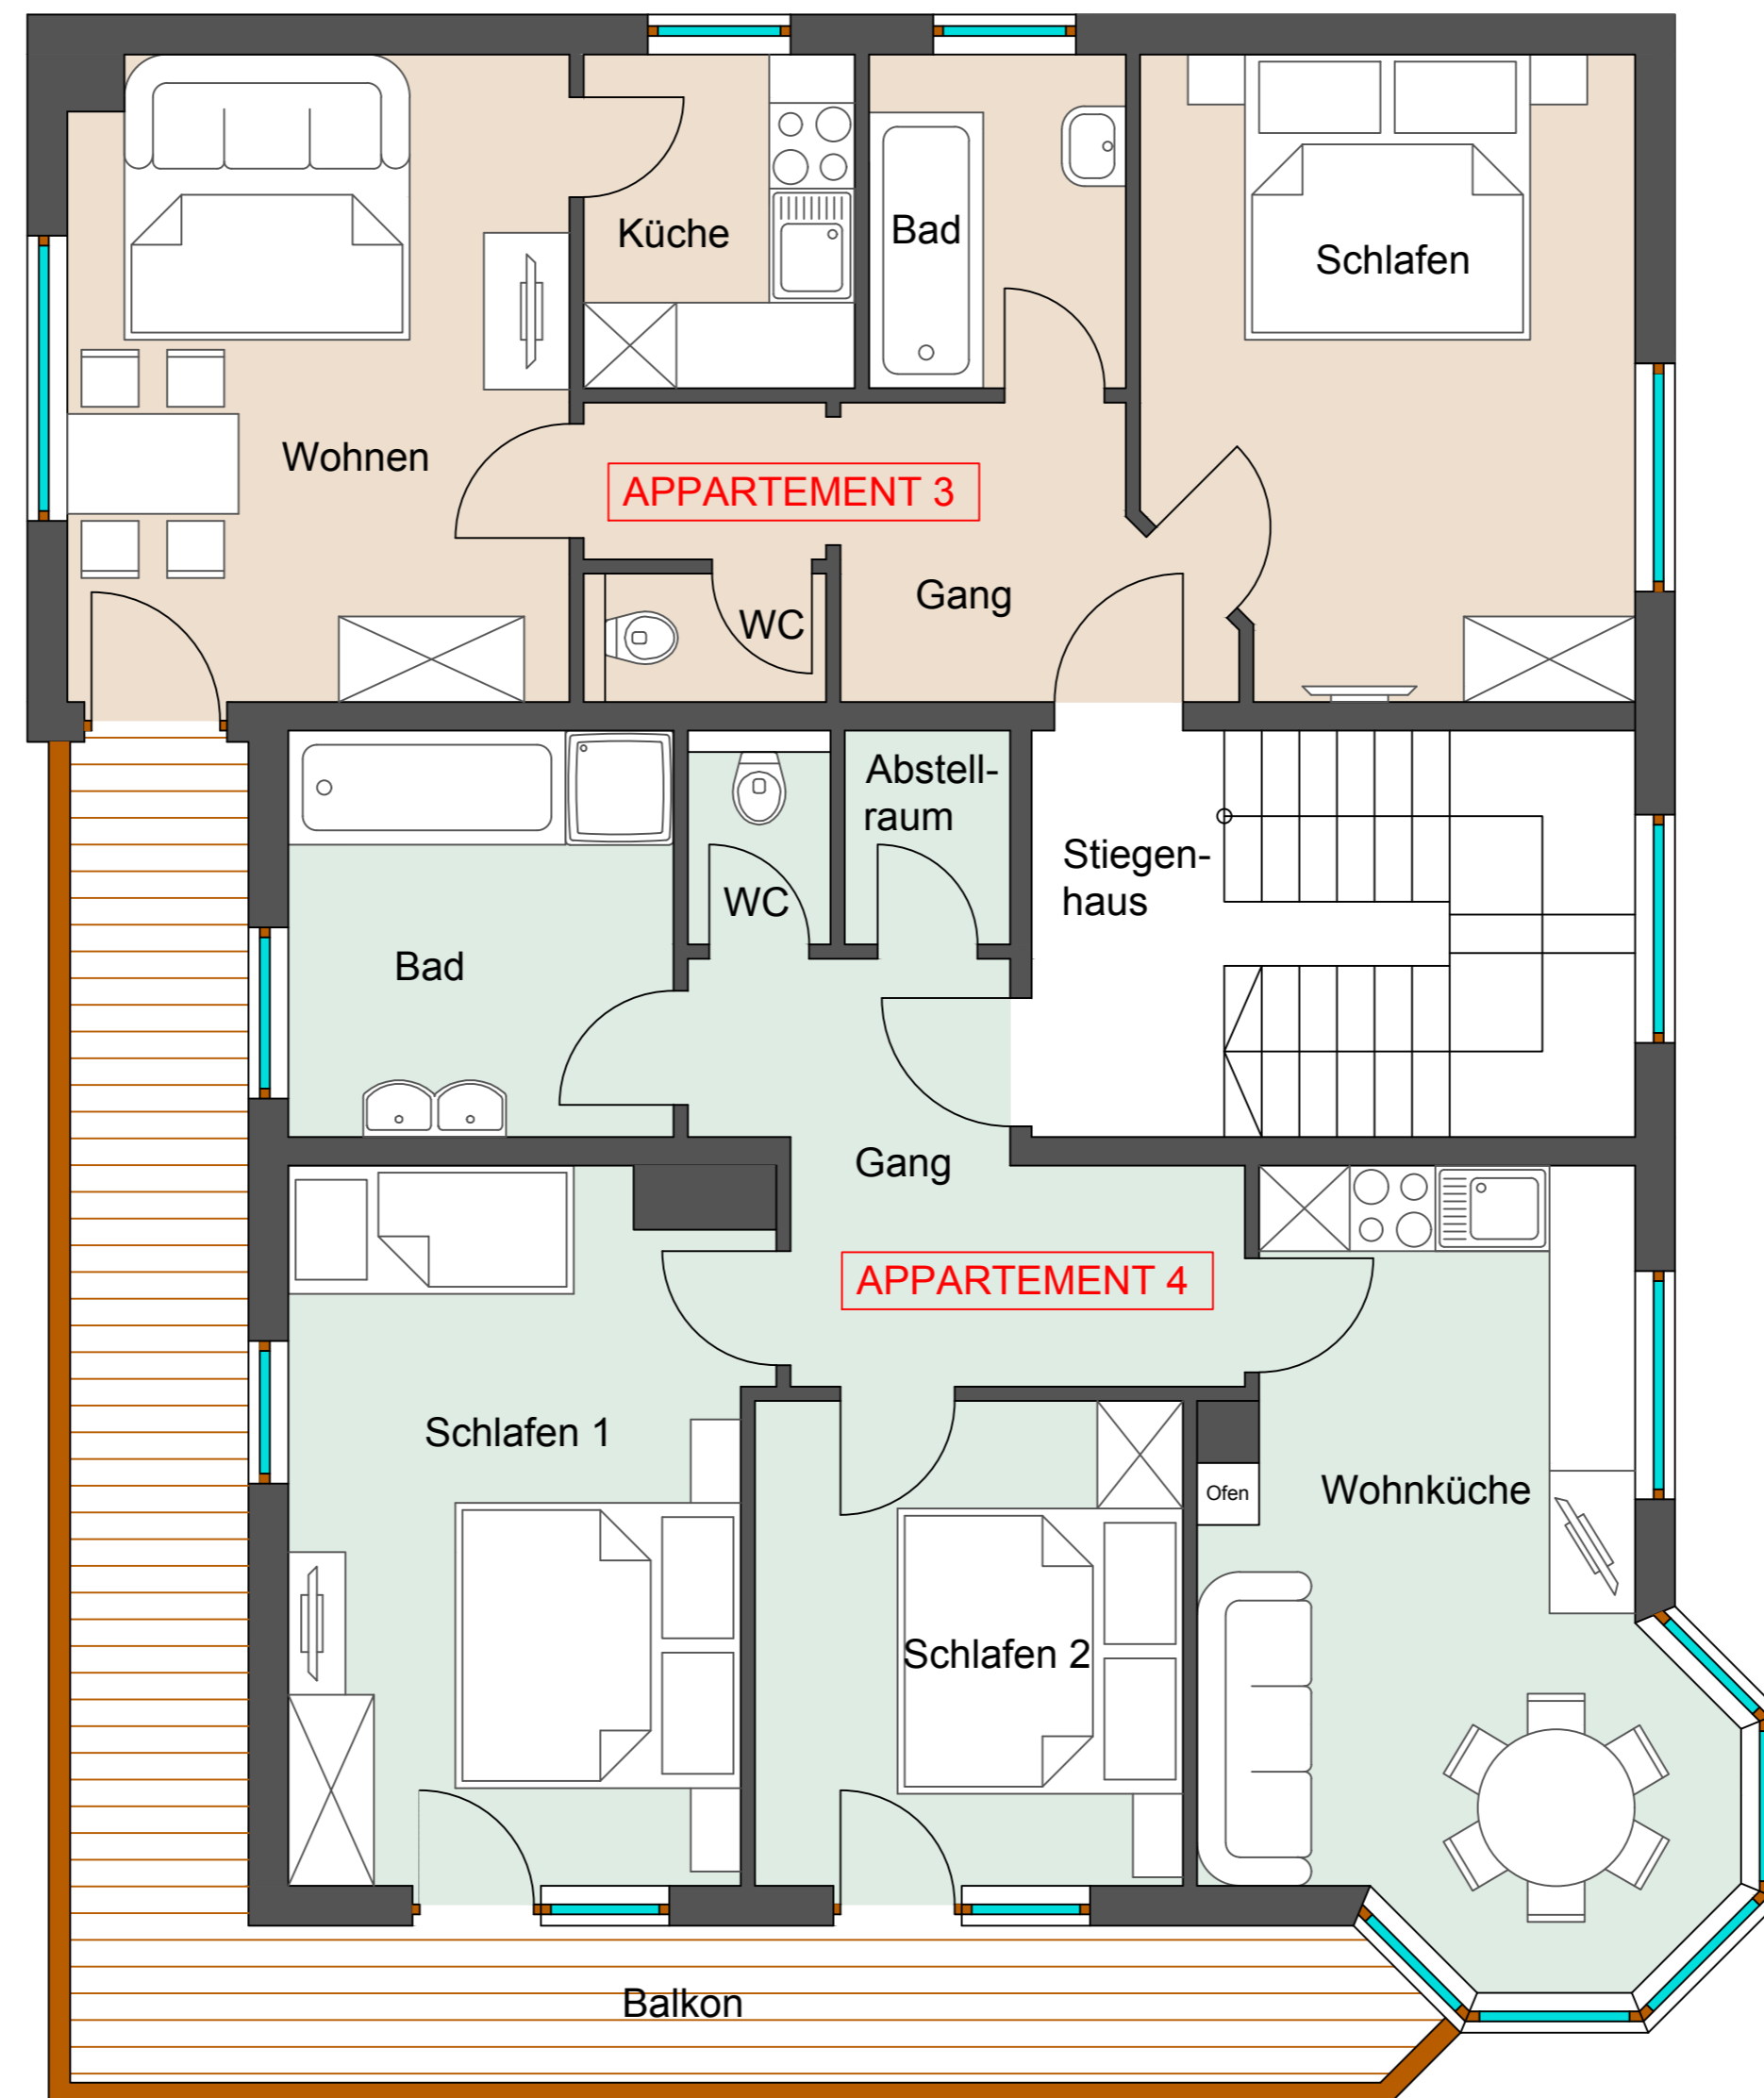 Küche
Bad
Schlafen
Wohnen
APPARTEMENT 3
Gang
WC
Abstell-
raum
Stiegen-
haus
WC
Bad
Gang
APPARTEMENT 4
Schlafen 1
Ofen
Wohnküche
Schlafen 2
Balkon